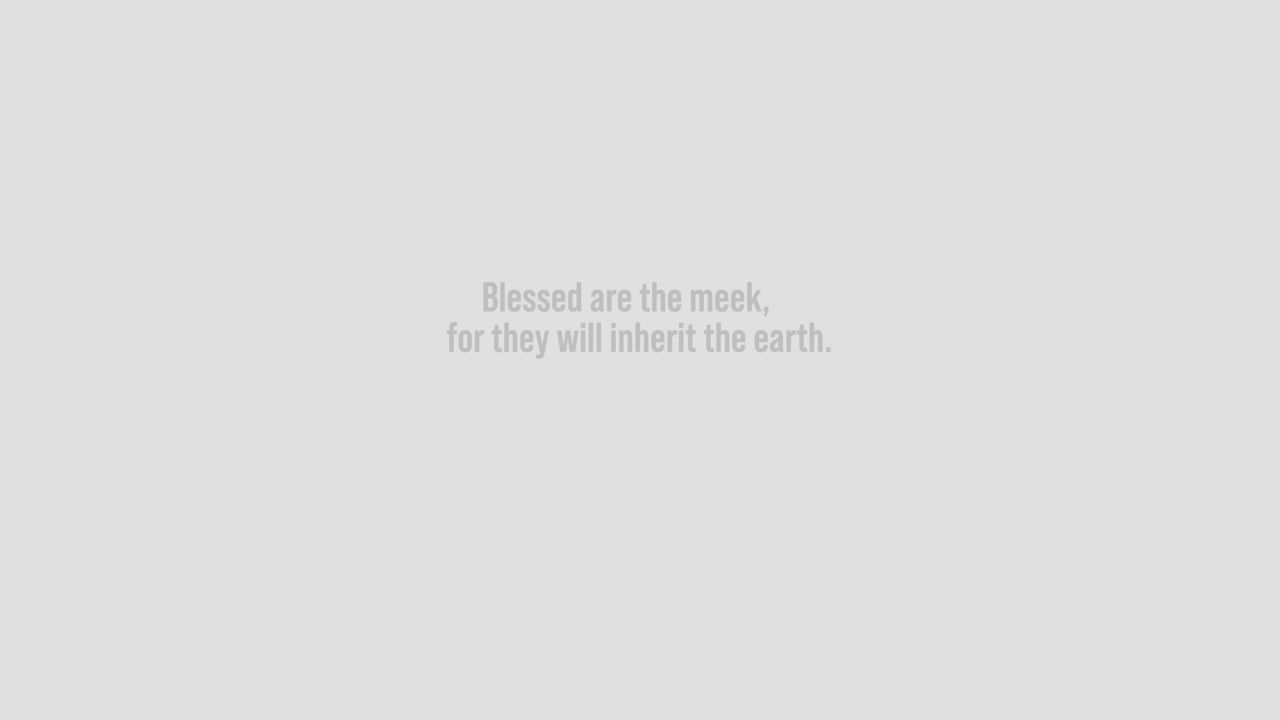 Blessed are the meek,
for they will inherit the earth.